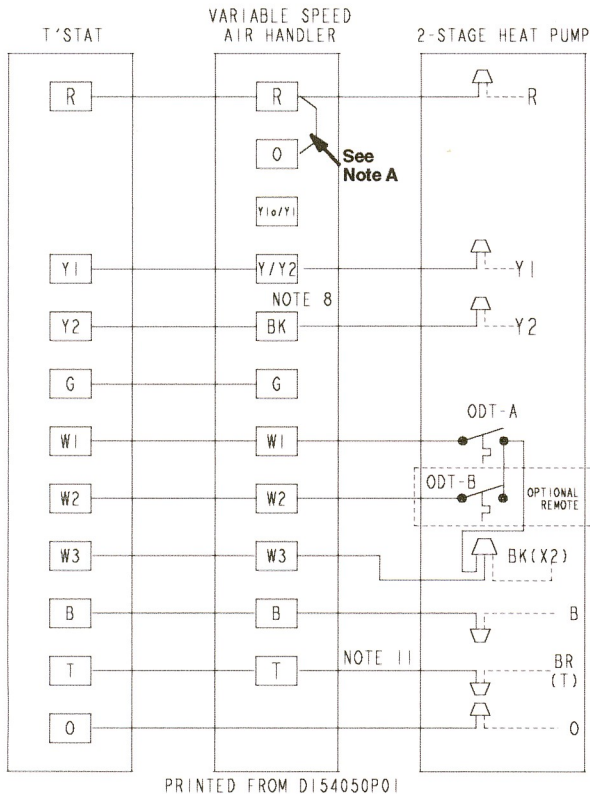 VARIABLE SPEED
T'STAT AIR HANDLER 2-STAGE HEAT PUMP
R R R
O See
Note A
Y1o/Y1
Y1 Y/Y2 Y1
NOTE 8
Y2 BK Y2
G G
ODT-A
W1 W1
ODT-B
W2 W2 OPTIONAL
REMOTE
W3 W3 BK(X2)
B B B
T T NOTE 11 BR
(T)
O O
PRINTED FROM D154050P01